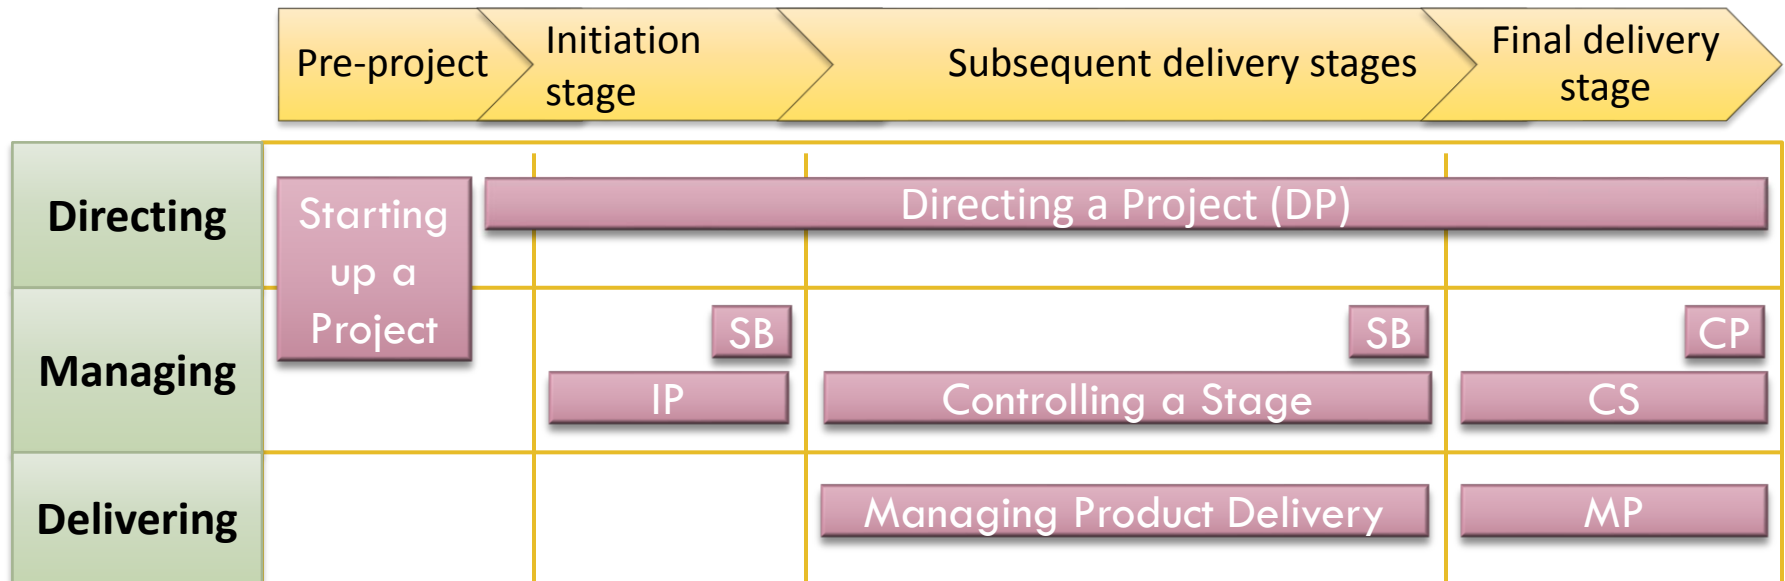 Pre-project
Initiation
stage
Subsequent delivery stages
Final delivery
stage
Directing
Starting
up a
Project
Directing a Project (DP)
Managing
SB
SB
CP
IP
Controlling a Stage
CS
Delivering
Managing Product Delivery
MP